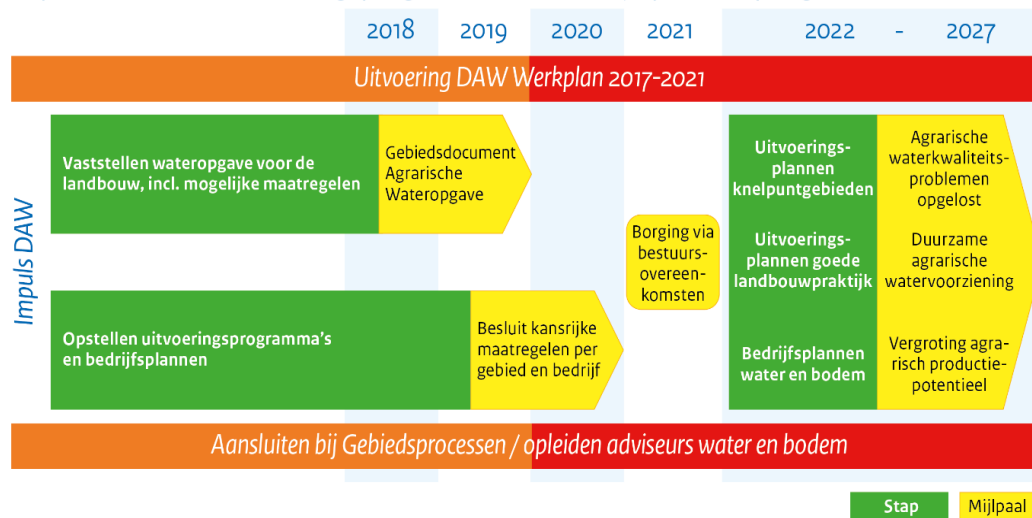 2018 2019 2020 2021 2022 - 2027
Uitvoering DAW Werkplan 2017-2021
Impuls DAW
Vaststellen wateropgave voor de
landbouw, incl. mogelijke maatregelen
Gebiedsdocument
Agrarische
Wateropgave
Opstellen uitvoeringsprogramma's
en bedrijfsplannen
Besluit kansrijke
maatregelen per
gebied en bedrijf
Borging via
bestuurs-
overeen-
komsten
Uitvoerings-
plannen
knelpuntgebieden
Uitvoerings-
plannen goede
landbouwpraktijk
Bedrijfsplannen
water en bodem
Agrarische
waterkwaliteits-
problemen
opgelost
Duurzame
agrarische
watervoorziening
Vergroting agra-
risch productie-
potentieel
Aansluiten bij Gebiedsprocessen / opleiden adviseurs water en bodem
Stap Mijlpaal